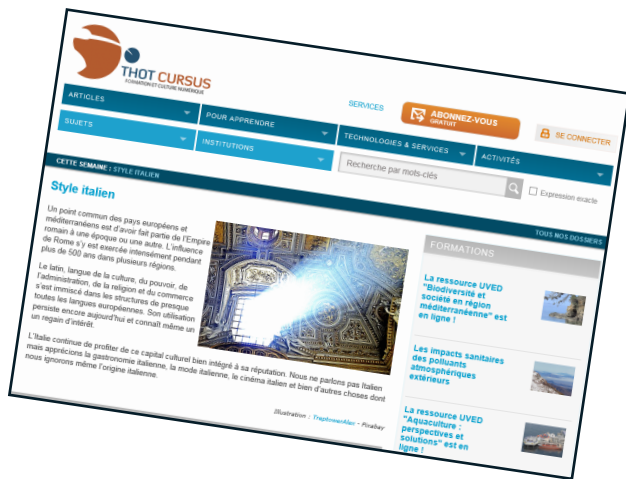 THOT CURSUS
FORMATION ET CULTURE NUMÉRIQUE
SERVICES
ABONNEZ-VOUS
GRATUIT
SE CONNECTER
ARTICLES
POUR APPRENDRE
TECHNOLOGIES & SERVICES
ACTIVITÉS
SUJETS
INSTITUTIONS
Recherche par mots-clés
Expression exacte
CETTE SEMAINE : STYLE ITALIEN
TOUS NOS DOSSIERS
Style italien
Un point commun des pays européens et
méditerranéens est d'avoir fait partie de l'Empire
romain à une époque ou une autre. L'influence
de Rome s'y est exercée intensément pendant
plus de 500 ans dans plusieurs régions.
Le latin, langue de la culture, du pouvoir, de
l'administration, de la religion et du commerce
s'est immiscé dans les structures de presque
toutes les langues européennes. Son utilisation
persiste encore aujourd'hui et connaît même un
un regain d'intérêt.
L'Italie continue de profiter de ce capital culturel bien intégré à sa réputation. Nous ne parlons pas Italien
mais apprécions la gastronomie italienne, la mode italienne, le cinéma italien et bien d'autres choses dont
nous ignorons même l'origine italienne.
Illustration : TreptowerAlex - Pixabay
FORMATIONS
La ressource UVED
"Biodiversité et
société en région
méditerranéenne" est
en ligne !
Les impacts sanitaires
des polluants
atmosphériques
extérieurs
La ressource UVED
"Aquaculture :
perspectives et
solutions" est en
ligne !